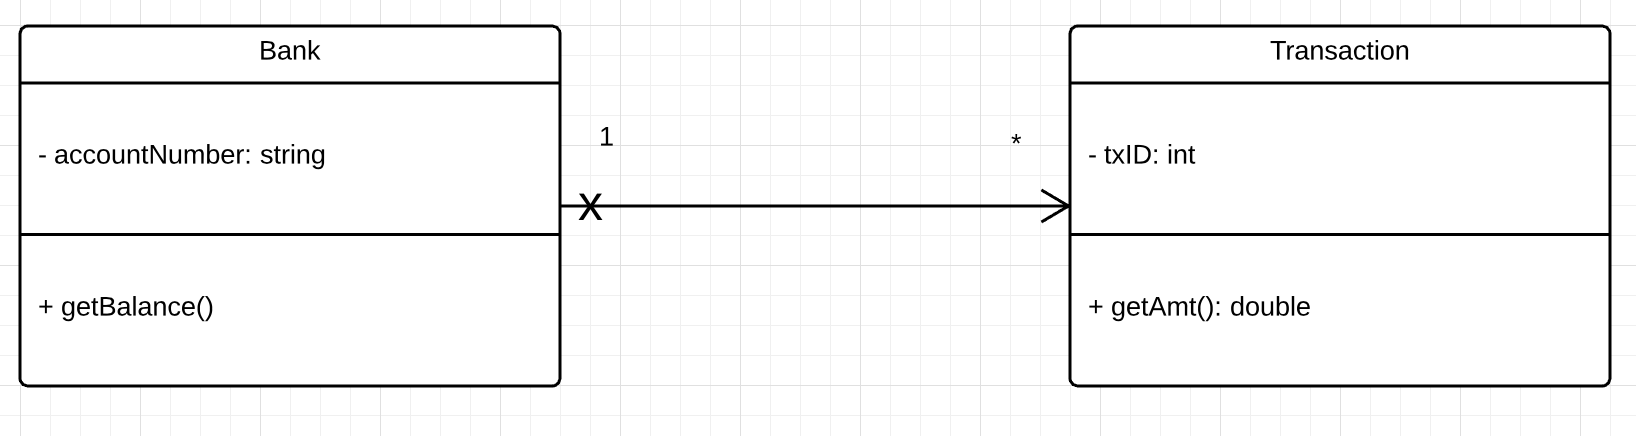 Bank
- accountNumber: string
+ getBalance()
1
X
*
Transaction
- txID: int
+ getAmt(): double